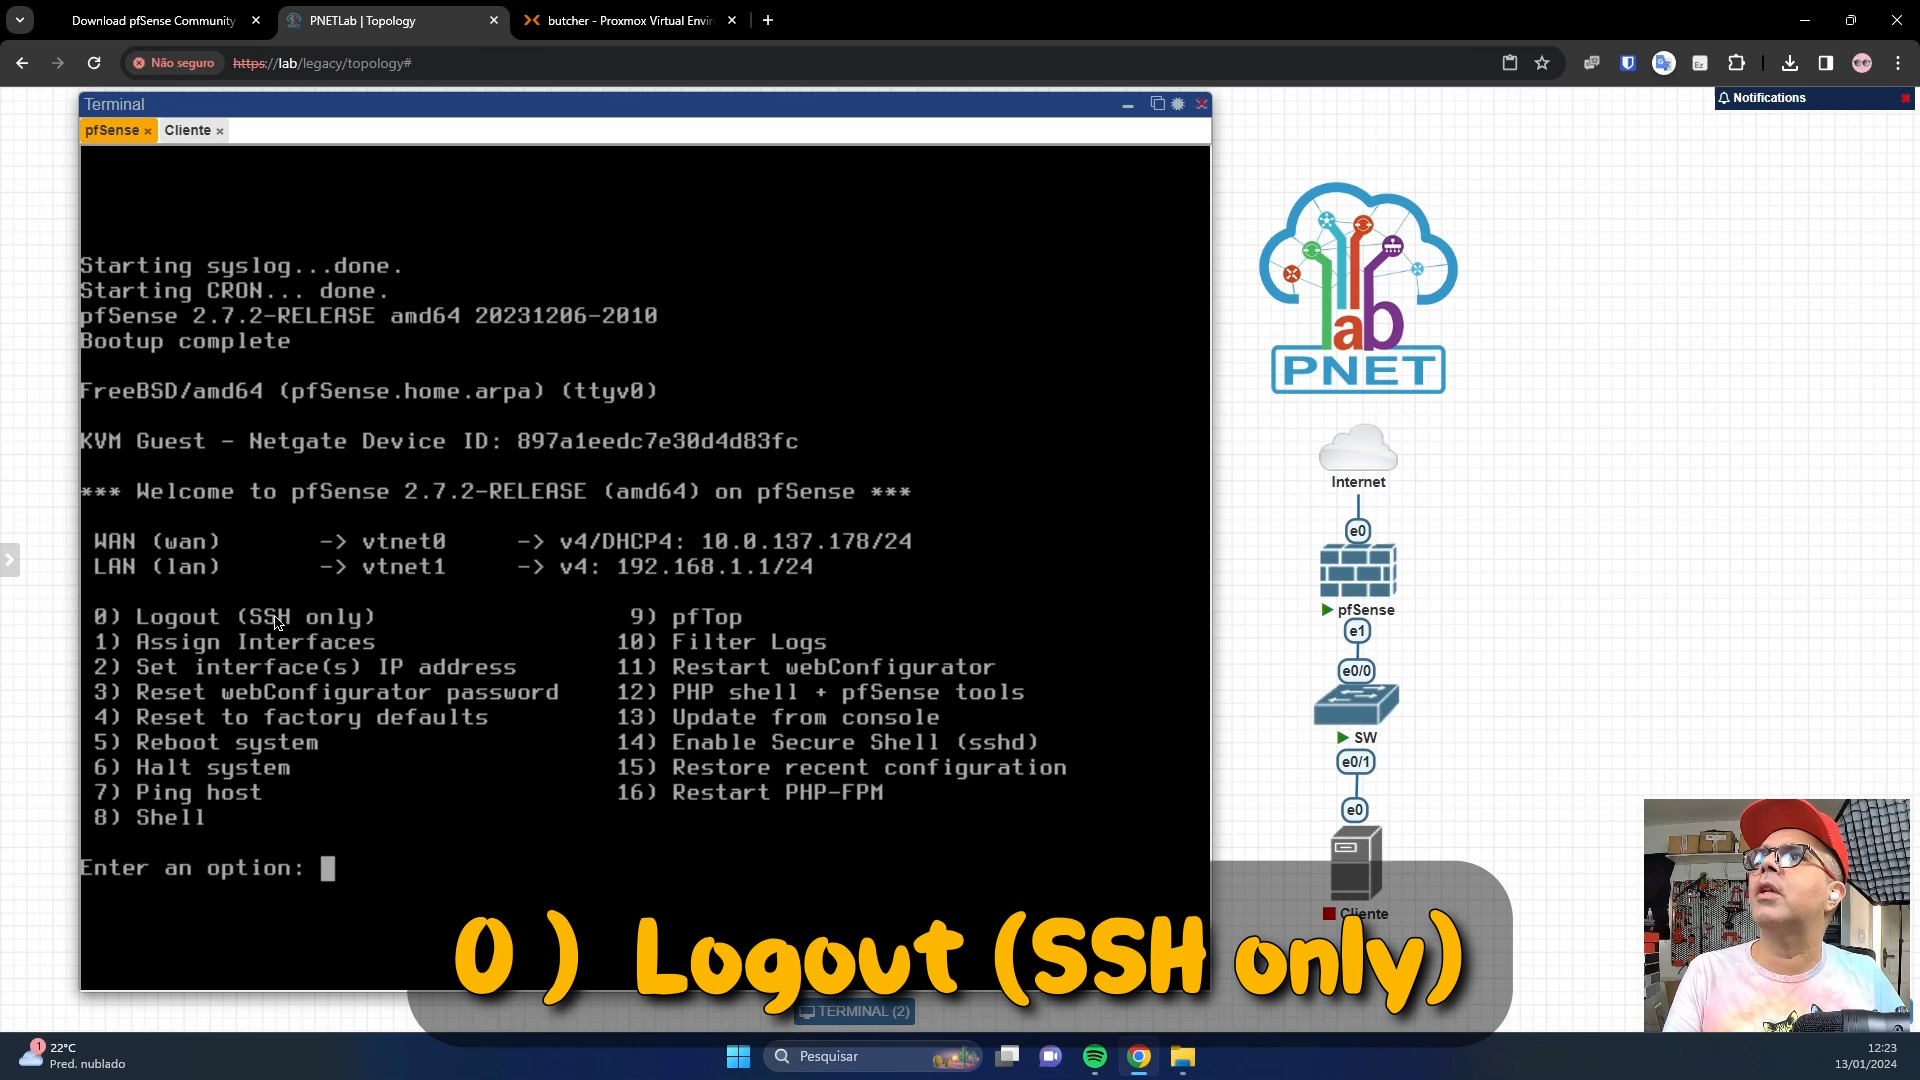 Download pfSense Community
PNETLab | Topology
butcher - Proxmox Virtual Envir
Não seguro
https://lab/legacy/topology#
Notifications
Terminal
pfSense
Cliente
Starting syslog...done.
Starting CRON... done.
pfSense 2.7.2-RELEASE amd64 20231206-2010
Bootup complete
FreeBSD/amd64 (pfSense.home.arpa) (ttyv0)
KVM Guest - Netgate Device ID: 897a1eedc7e30d4d83fc
*** Welcome to pfSense 2.7.2-RELEASE (amd64) on pfSense ***
WAN (wan) -> vtnet0 -> v4/DHCP4: 10.0.137.178/24
LAN (lan) -> vtnet1 -> v4: 192.168.1.1/24
0) Logout (SSH only) 9) pfTop
1) Assign Interfaces 10) Filter Logs
2) Set interface(s) IP address 11) Restart webConfigurator
3) Reset webConfigurator password 12) PHP shell + pfSense tools
4) Reset to factory defaults 13) Update from console
5) Reboot system 14) Enable Secure Shell (sshd)
6) Halt system 15) Restore recent configuration
7) Ping host 16) Restart PHP-FPM
8) Shell
Enter an option:
lab
PNET
Internet
e0
pfSense
e1
e0/0
SW
e0/1
e0
Cliente
0 ) Logout (SSH only)
TERMINAL (2)
1
22°C
Pred. nublado
Pesquisar
12:23
13/01/2024